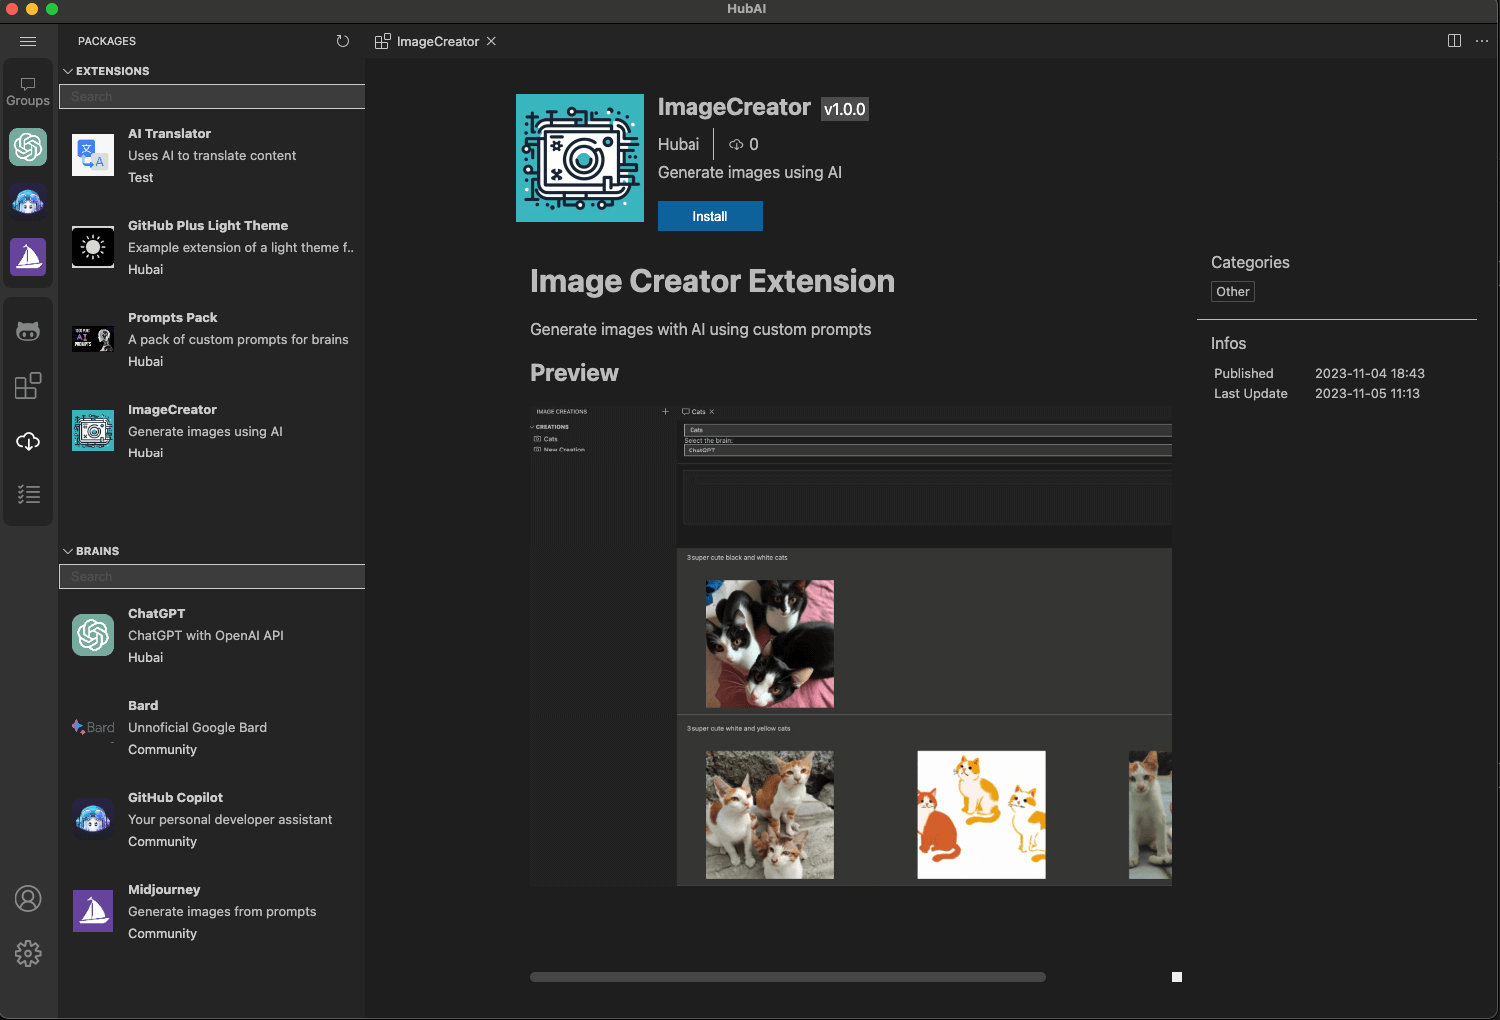 HubAI
PACKAGES
ImageCreator
Groups
EXTENSIONS
Search
AI Translator
Uses AI to translate content
Test
GitHub Plus Light Theme
Example extension of a light theme f..
Hubai
Prompts Pack
A pack of custom prompts for brains
Hubai
ImageCreator
Generate images using AI
Hubai
BRAINS
Search
ChatGPT
ChatGPT with OpenAI API
Hubai
Bard
Bard
Unnoficial Google Bard
Community
GitHub Copilot
Your personal developer assistant
Community
Midjourney
Generate images from prompts
Community
ImageCreator v1.0.0
Hubai 0
Generate images using AI
Install
Image Creator Extension
Generate images with AI using custom prompts
Preview
IMAGE CREATIONS
CREATIONS
Cats
New Creation
Cats
Cats
Select the brain:
ChatGPT
3 super cute black and white cats
3 super cute white and yellow cats
Categories
Other
Infos
Published 2023-11-04 18:43
Last Update 2023-11-05 11:13